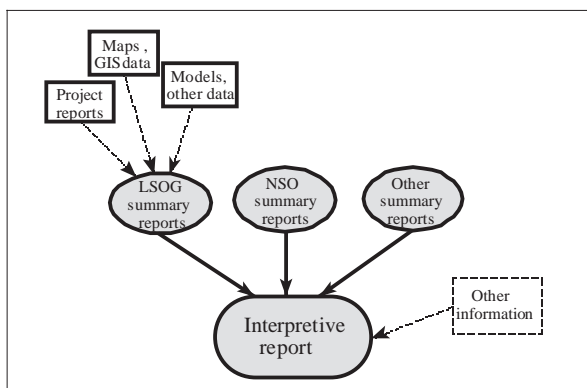 Maps ,
GIS data
Models,
other data
Project
reports
LSOG
summary
reports
NSO
summary
reports
Other
summary
reports
Other
information
Interpretive
report